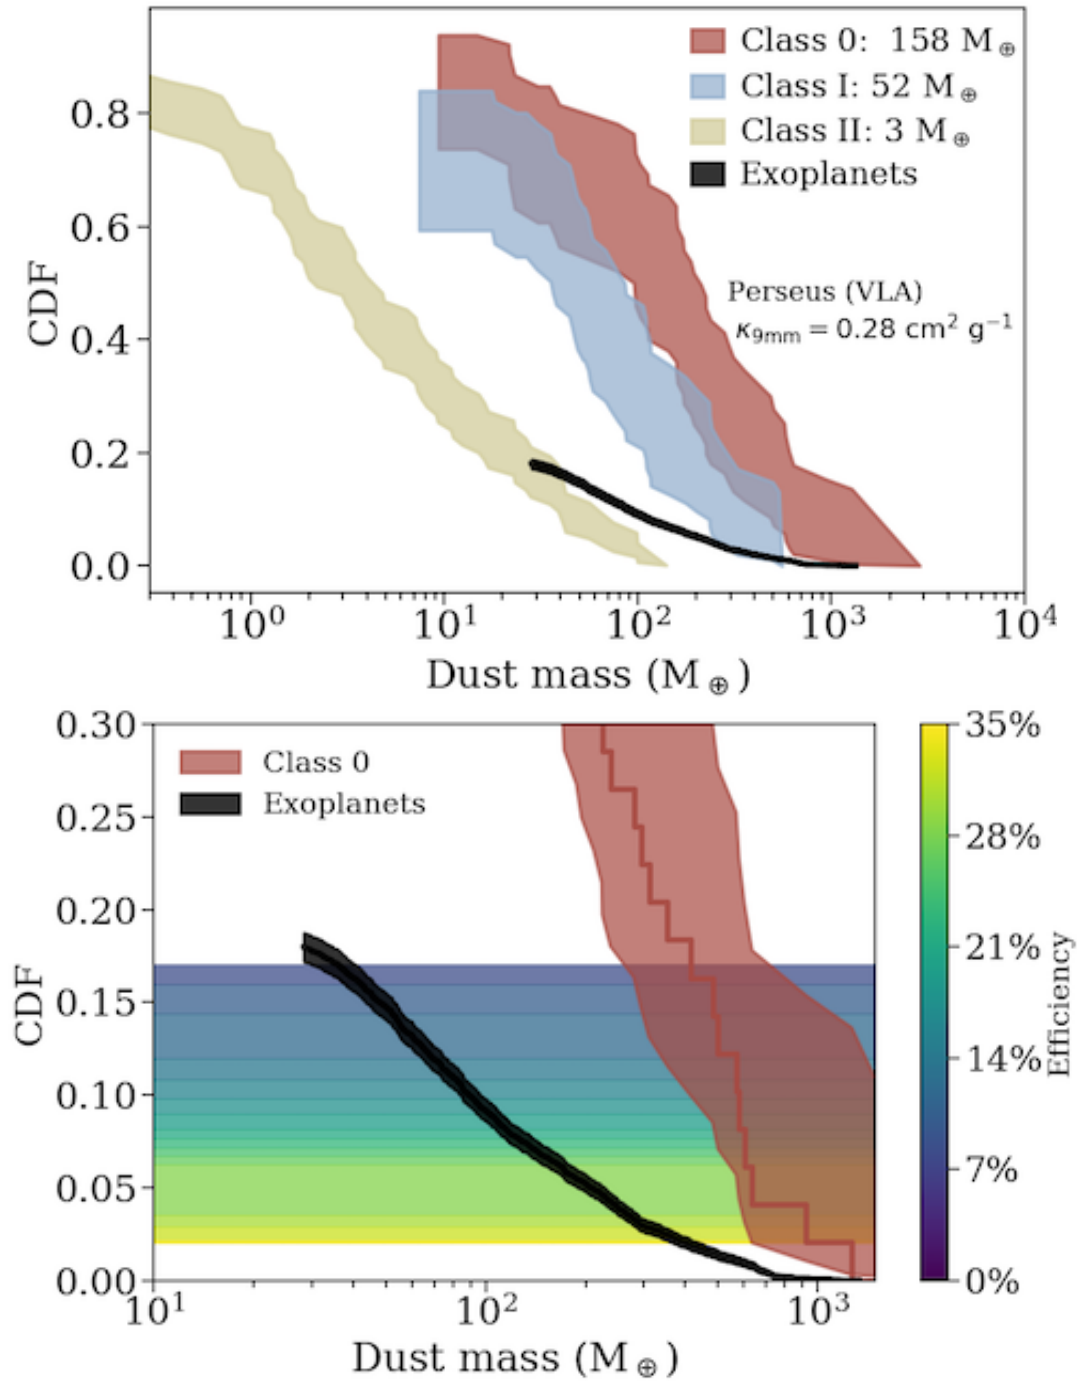 Class 0: 158 M⊕
Class I: 52 M⊕
Class II: 3 M⊕
Exoplanets
Perseus (VLA)
κ9mm = 0.28 cm² g⁻¹
CDF
0.8
0.6
0.4
0.2
0.0
10⁰ 10¹ 10² 10³ 10⁴
Dust mass (M⊕)
Class 0
Exoplanets
CDF
0.30
0.25
0.20
0.15
0.10
0.05
0.00
10¹ 10² 10³
Dust mass (M⊕)
35%
28%
21%
14%
7%
0%
Efficiency